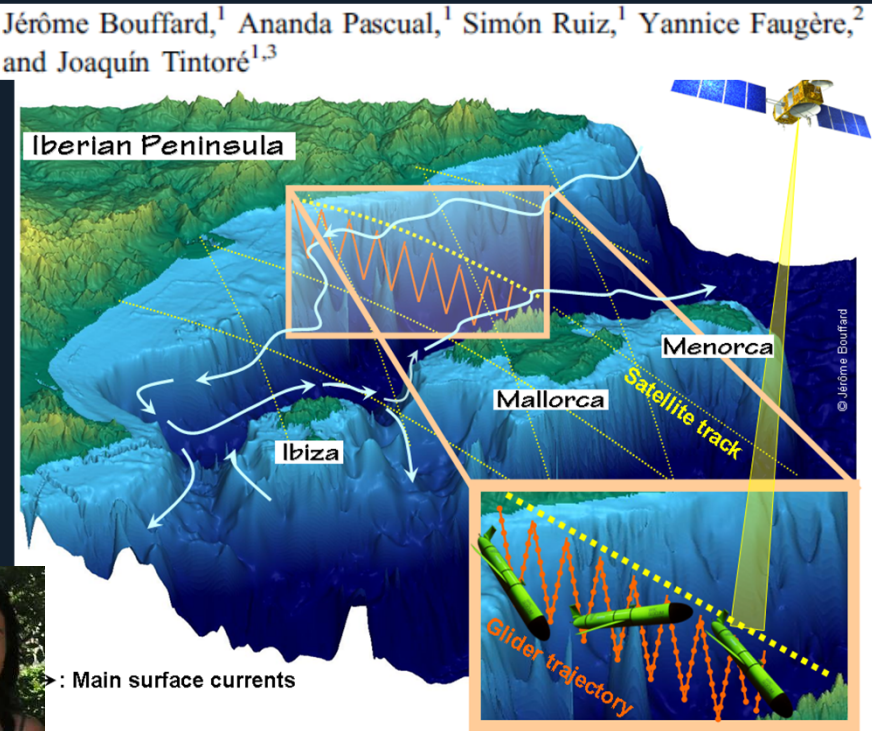 Jérôme Bouffard,¹ Ananda Pascual,¹ Simón Ruiz,¹ Yannice Faugère,²
and Joaquín Tintoré¹,³
Iberian Peninsula
Menorca
Mallorca
Ibiza
Satellite track
© Jérôme Bouffard
Glider trajectory
: Main surface currents